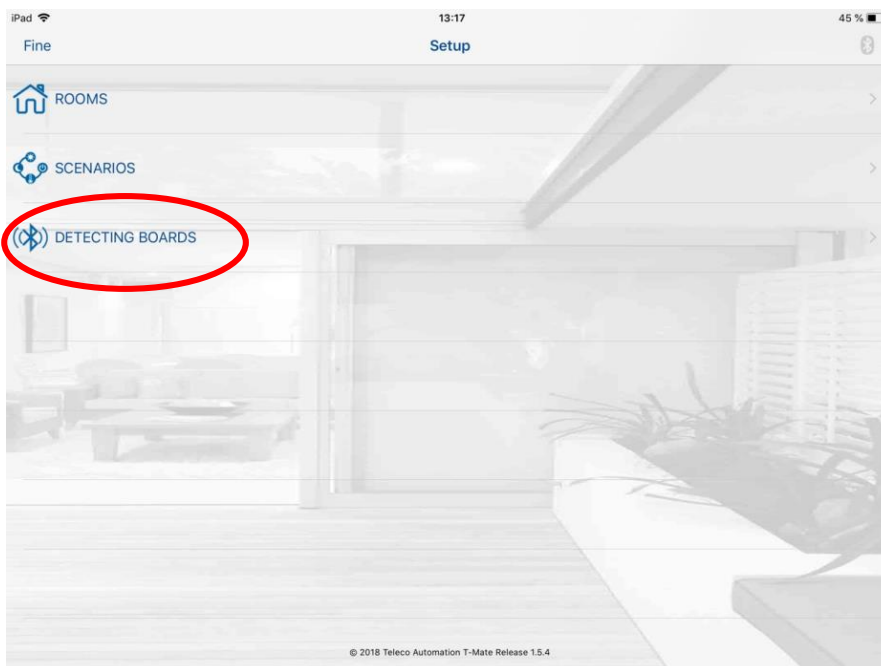 iPad 13:17 45 %
Fine Setup
ROOMS
SCENARIOS
DETECTING BOARDS
© 2018 Teleco Automation T-Mate Release 1.5.4